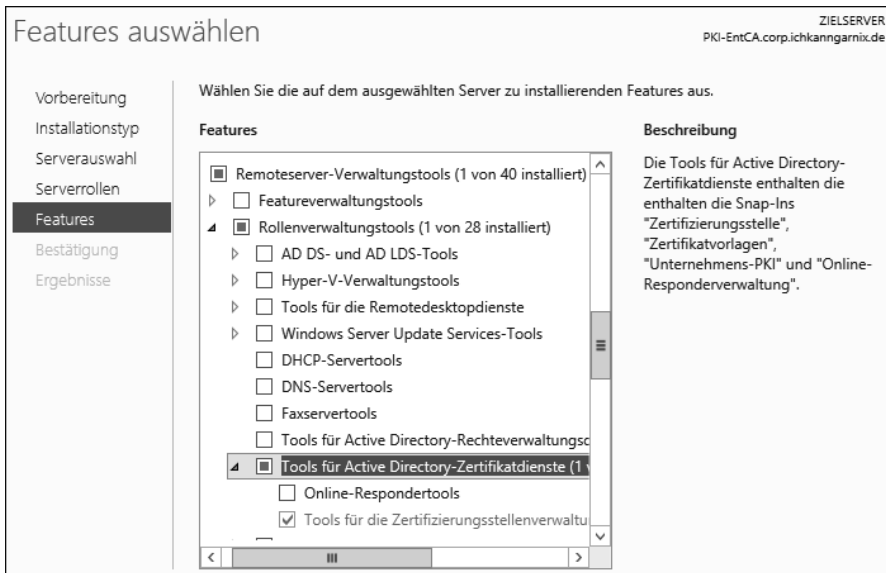 Features auswählen
ZIELSERVER
PKI-EntCA.corp.ichkanngarnix.de
Vorbereitung
Installationstyp
Serverauswahl
Serverrollen
Features
Bestätigung
Ergebnisse
Wählen Sie die auf dem ausgewählten Server zu installierenden Features aus.
Features
Remoteserver-Verwaltungstools (1 von 40 installiert)
Featureverwaltungstools
Rollenverwaltungstools (1 von 28 installiert)
AD DS- und AD LDS-Tools
Hyper-V-Verwaltungstools
Tools für die Remotedesktopdienste
Windows Server Update Services-Tools
DHCP-Servertools
DNS-Servertools
Faxservertools
Tools für Active Directory-Rechteverwaltungsd
Tools für Active Directory-Zertifikatdienste (1 v
Online-Respondertools
Tools für die Zertifizierungsstellenverwaltu
Beschreibung
Die Tools für Active Directory-
Zertifikatdienste enthalten die
enthalten die Snap-Ins
"Zertifizierungsstelle",
"Zertifikatvorlagen",
"Unternehmens-PKI" und "Online-
Responderverwaltung".